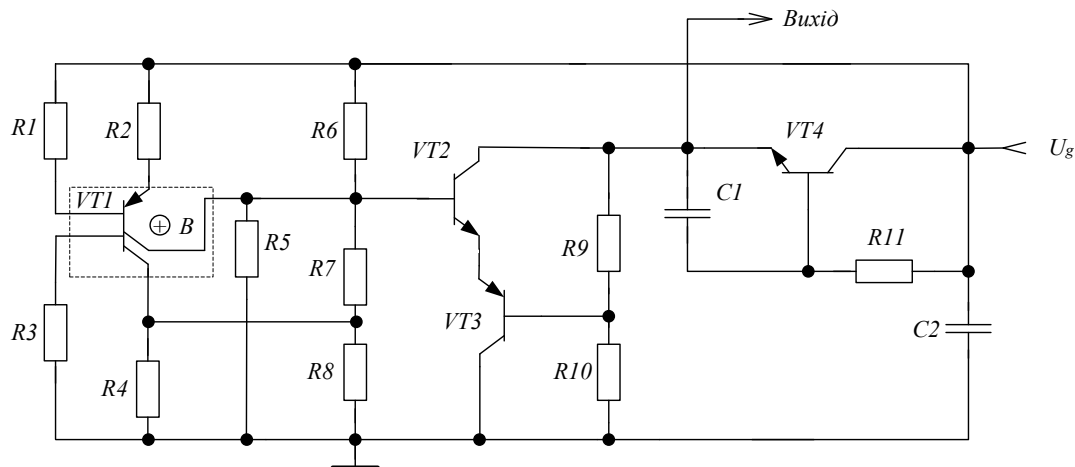 Вихід
R1
R2
R6
VT2
VT4
Ug
VT1
B
C1
R5
R9
R11
R7
R3
VT3
C2
R4
R8
R10